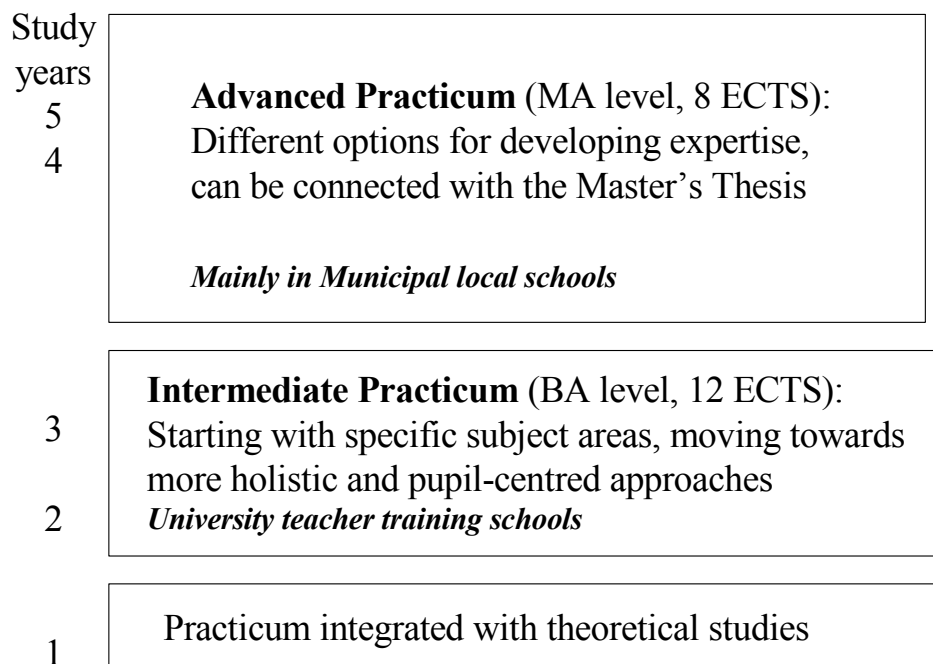 Study
years
5
4
Advanced Practicum (MA level, 8 ECTS):
Different options for developing expertise,
can be connected with the Master’s Thesis
Mainly in Municipal local schools
3
2
Intermediate Practicum (BA level, 12 ECTS):
Starting with specific subject areas, moving towards
more holistic and pupil-centred approaches
University teacher training schools
1
Practicum integrated with theoretical studies